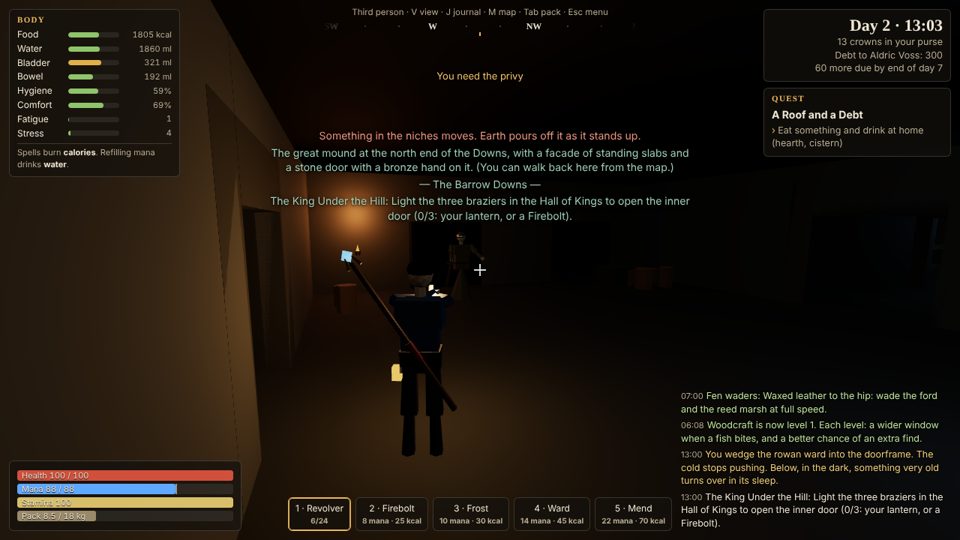 Third person · V view · J journal · M map · Tab pack · Esc menu
SW · · W · · NW · ·
You need the privy
BODY
Food 1805 kcal
Water 1860 ml
Bladder 321 ml
Bowel 192 ml
Hygiene 59%
Comfort 69%
Fatigue 1
Stress 4
Spells burn calories. Refilling mana
drinks water.
Day 2 · 13:03
13 crowns in your purse
Debt to Aldric Voss: 300
60 more due by end of day 7
QUEST
A Roof and a Debt
› Eat something and drink at home
(hearth, cistern)
Something in the niches moves. Earth pours off it as it stands up.
The great mound at the north end of the Downs, with a facade of standing slabs and
a stone door with a bronze hand on it. (You can walk back here from the map.)
— The Barrow Downs —
The King Under the Hill: Light the three braziers in the Hall of Kings to open the inner
door (0/3: your lantern, or a Firebolt).
07:00 Fen waders: Waxed leather to the hip: wade the ford
and the reed marsh at full speed.
06:08 Woodcraft is now level 1. Each level: a wider window
when a fish bites, and a better chance of an extra find.
13:00 You wedge the rowan ward into the doorframe. The
cold stops pushing. Below, in the dark, something very old
turns over in its sleep.
13:00 The King Under the Hill: Light the three braziers in the
Hall of Kings to open the inner door (0/3: your lantern, or a
Firebolt).
Health 100 / 100
Mana 88 / 88
Stamina 100
Pack 8.5 / 18 kg
1 · Revolver
6/24
2 · Firebolt
8 mana · 25 kcal
3 · Frost
10 mana · 30 kcal
4 · Ward
14 mana · 45 kcal
5 · Mend
22 mana · 70 kcal